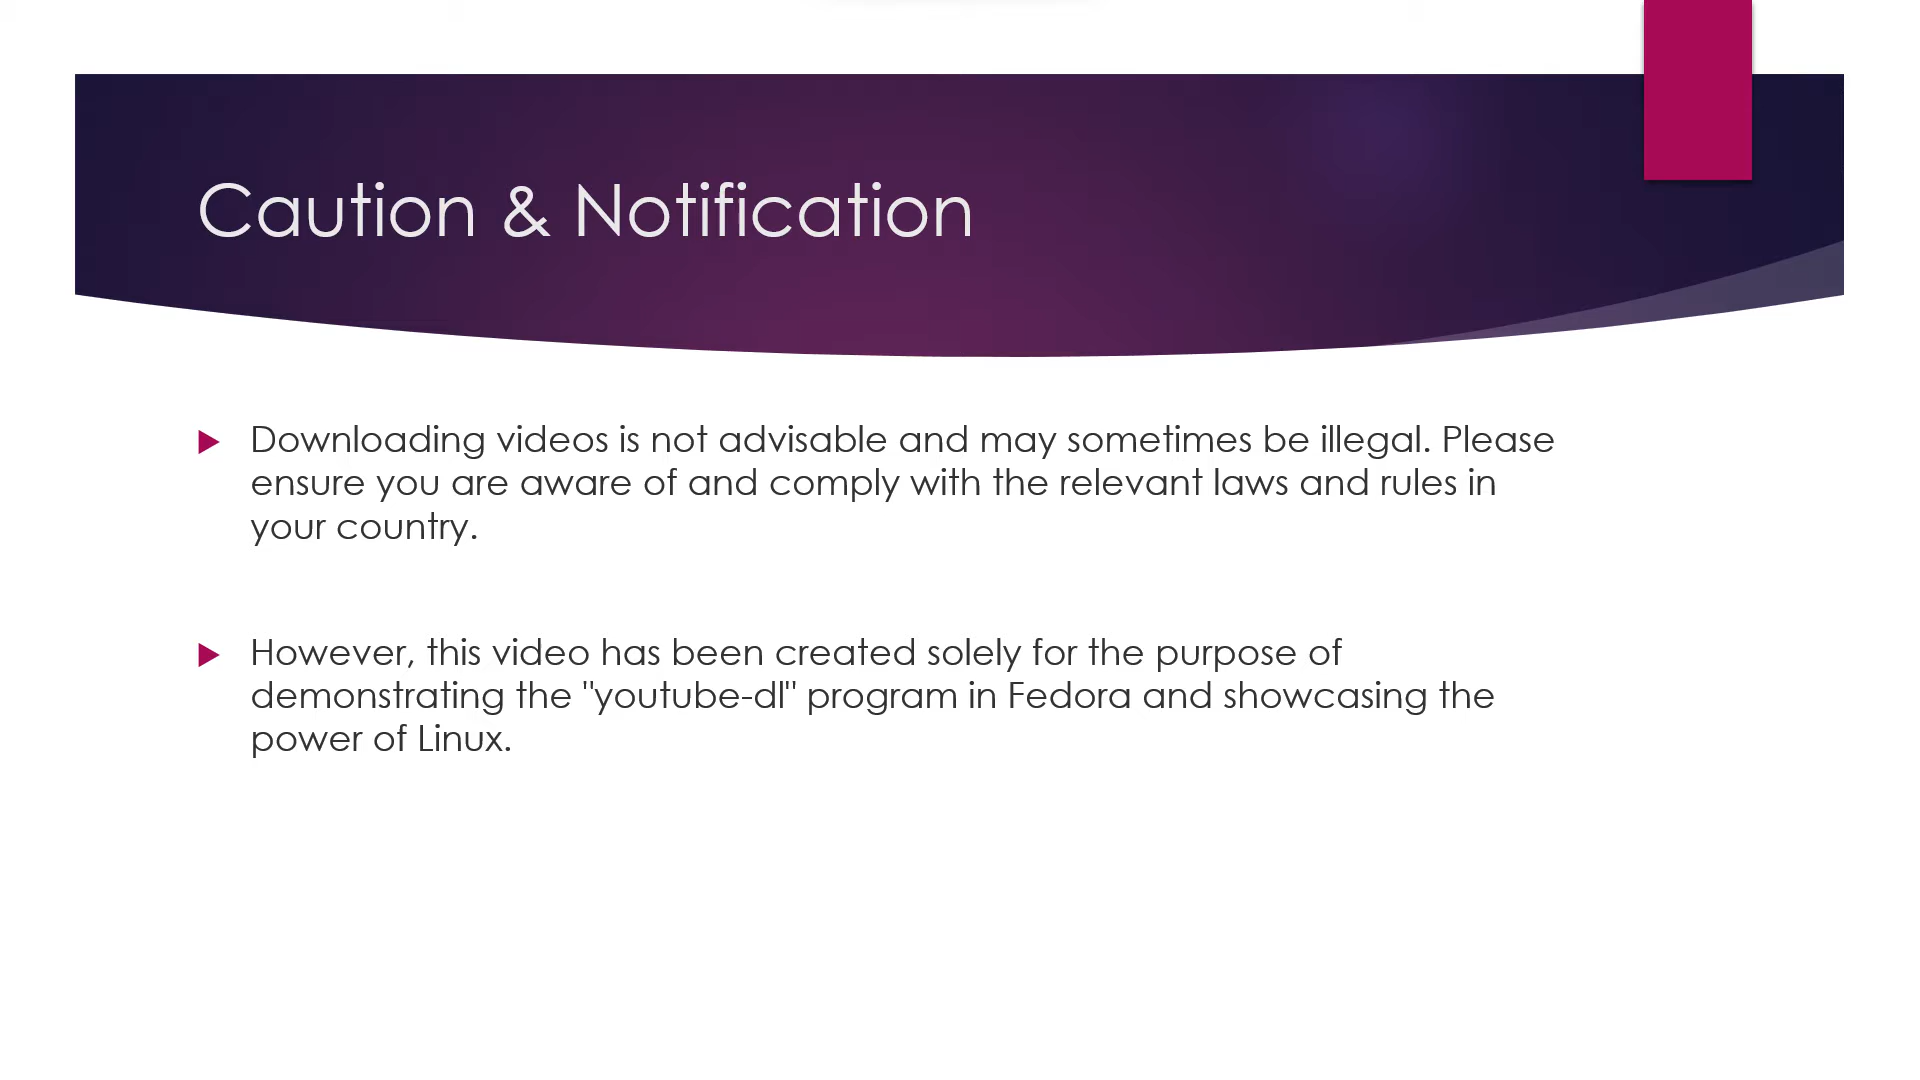 Caution & Notification
Downloading videos is not advisable and may sometimes be illegal. Please
ensure you are aware of and comply with the relevant laws and rules in
your country.
However, this video has been created solely for the purpose of
demonstrating the "youtube-dl" program in Fedora and showcasing the
power of Linux.